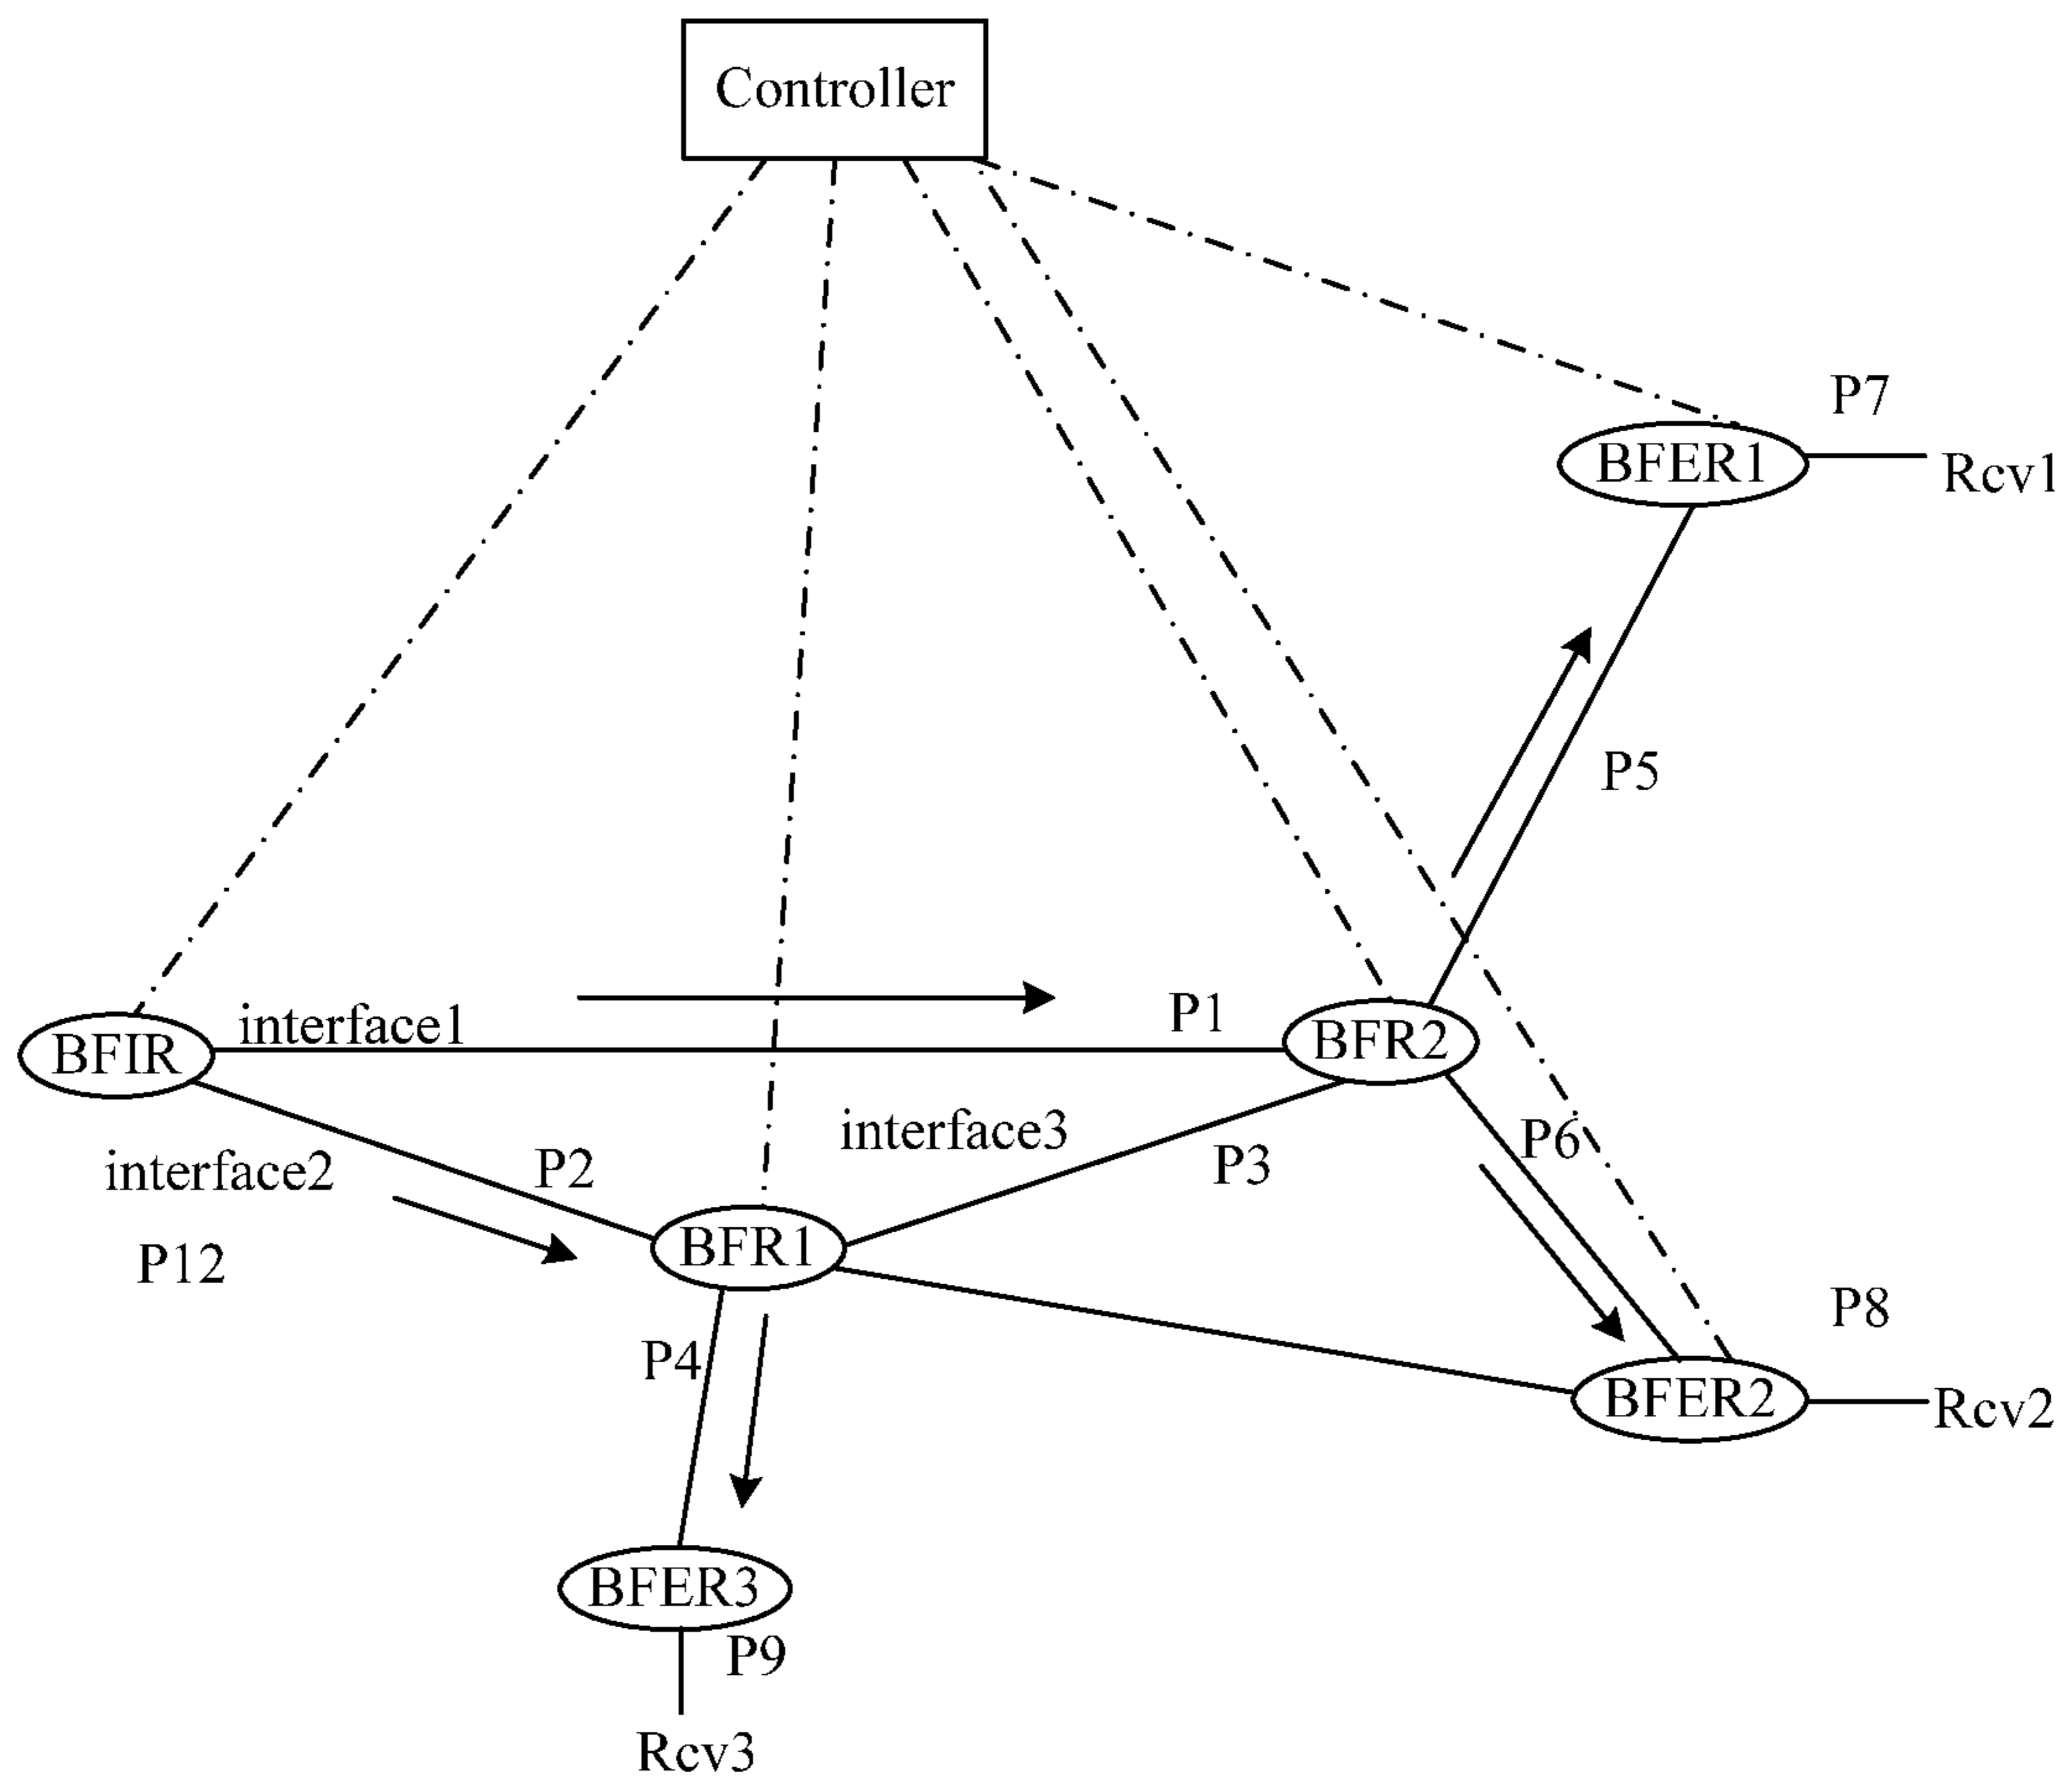 Controller
P7
BFER1
Rcv1
P5
interface1
P1
BFIR
BFR2
interface3
P6
interface2
P2
P3
P12
BFR1
P8
P4
BFER2
Rcv2
BFER3
P9
Rcv3